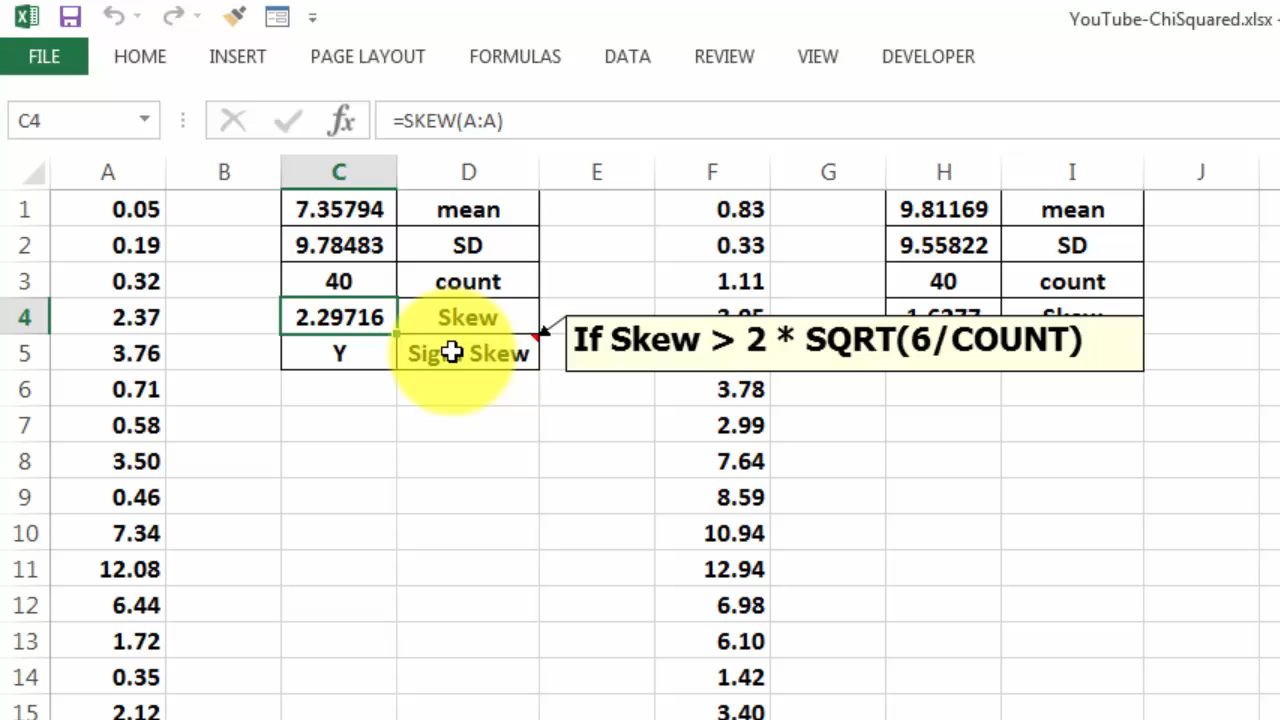 YouTube-ChiSquared.xlsx -
FILE HOME INSERT PAGE LAYOUT FORMULAS DATA REVIEW VIEW DEVELOPER
C4 fx =SKEW(A:A)
A B C D E F G H I J
1 0.05 7.35794 mean 0.83 9.81169 mean
2 0.19 9.78483 SD 0.33 9.55822 SD
3 0.32 40 count 1.11 40 count
4 2.37 2.29716 Skew
If Skew > 2 * SQRT(6/COUNT)
5 3.76 Y Skew
6 0.71 3.78
7 0.58 2.99
8 3.50 7.64
9 0.46 8.59
10 7.34 10.94
11 12.08 12.94
12 6.44 6.98
13 1.72 6.10
14 0.35 1.42
15 2.12 3.40